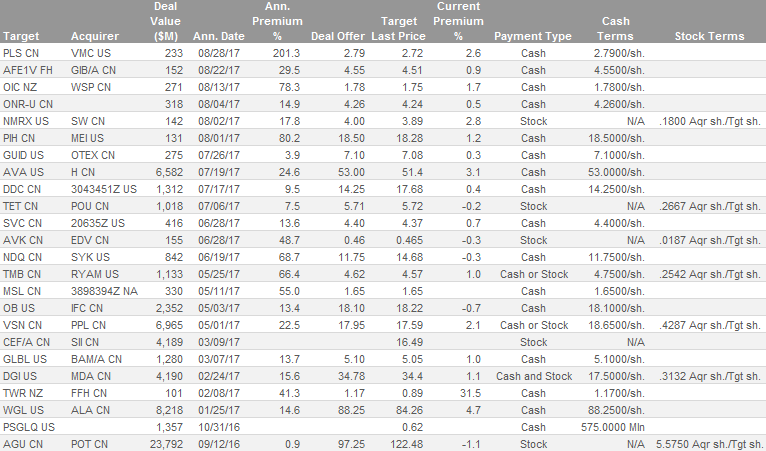 Deal Ann. Current
Value Premium Target Premium Cash
Target Acquirer ($M) Ann. Date % Deal Offer Last Price % Payment Type Terms Stock Terms
PLS CN VMC US 233 08/28/17 201.3 2.79 2.72 2.6 Cash 2.7900/sh.
AFE1V FH GIB/A CN 152 08/22/17 29.5 4.55 4.51 0.9 Cash 4.5500/sh.
OIC NZ WSP CN 271 08/13/17 78.3 1.78 1.75 1.7 Cash 1.7800/sh.
ONR-U CN 318 08/04/17 14.9 4.26 4.24 0.5 Cash 4.2600/sh.
NMRX US SW CN 142 08/02/17 17.8 4.00 3.89 2.8 Stock N/A .1800 Aqr sh./Tgt sh.
PIH CN MEI US 131 08/01/17 80.2 18.50 18.28 1.2 Cash 18.5000/sh.
GUID US OTEX CN 275 07/26/17 3.9 7.10 7.08 0.3 Cash 7.1000/sh.
AVA US H CN 6,582 07/19/17 24.6 53.00 51.4 3.1 Cash 53.0000/sh.
DDC CN 3043451Z US 1,312 07/17/17 9.5 14.25 17.68 0.4 Cash 14.2500/sh.
TET CN POU CN 1,018 07/06/17 7.5 5.71 5.72 -0.2 Stock N/A .2667 Aqr sh./Tgt sh.
SVC CN 20635Z US 416 06/28/17 13.6 4.40 4.37 0.7 Cash 4.4000/sh.
AVK CN EDV CN 155 06/28/17 48.7 0.46 0.465 -0.3 Stock N/A .0187 Aqr sh./Tgt sh.
NDQ CN SYK US 842 06/19/17 68.7 11.75 14.68 -0.3 Cash 11.7500/sh.
TMB CN RYAM US 1,133 05/25/17 66.4 4.62 4.57 1.0 Cash or Stock 4.7500/sh. .2542 Aqr sh./Tgt sh.
MSL CN 3898394Z NA 330 05/11/17 55.0 1.65 1.65 Cash 1.6500/sh.
OB US IFC CN 2,352 05/02/17 13.4 18.10 18.22 -0.7 Cash 18.1000/sh.
VSN CN PPL CN 6,965 05/01/17 22.5 17.95 17.59 2.1 Cash or Stock 18.6500/sh. .4287 Aqr sh./Tgt sh.
CEF/A CN SII CN 4,189 03/09/17 16.49 Stock N/A
GLBL US BAM/A CN 1,280 03/07/17 13.7 5.10 5.05 1.0 Cash 5.1000/sh.
DGI US MDA CN 4,190 02/24/17 15.6 34.78 34.4 1.1 Cash and Stock 17.5000/sh. .3132 Aqr sh./Tgt sh.
TWR NZ FFH CN 101 02/08/17 41.3 1.17 0.89 31.5 Cash 1.1700/sh.
WGL US ALA CN 8,218 01/25/17 14.6 88.25 84.26 4.7 Cash 88.2500/sh.
PSGLQ US 1,357 10/31/16 0.62 Cash 575.0000 Mln
AGU CN POT CN 23,792 09/12/16 0.9 97.25 122.48 -1.1 Stock N/A 5.5750 Aqr sh./Tgt sh.